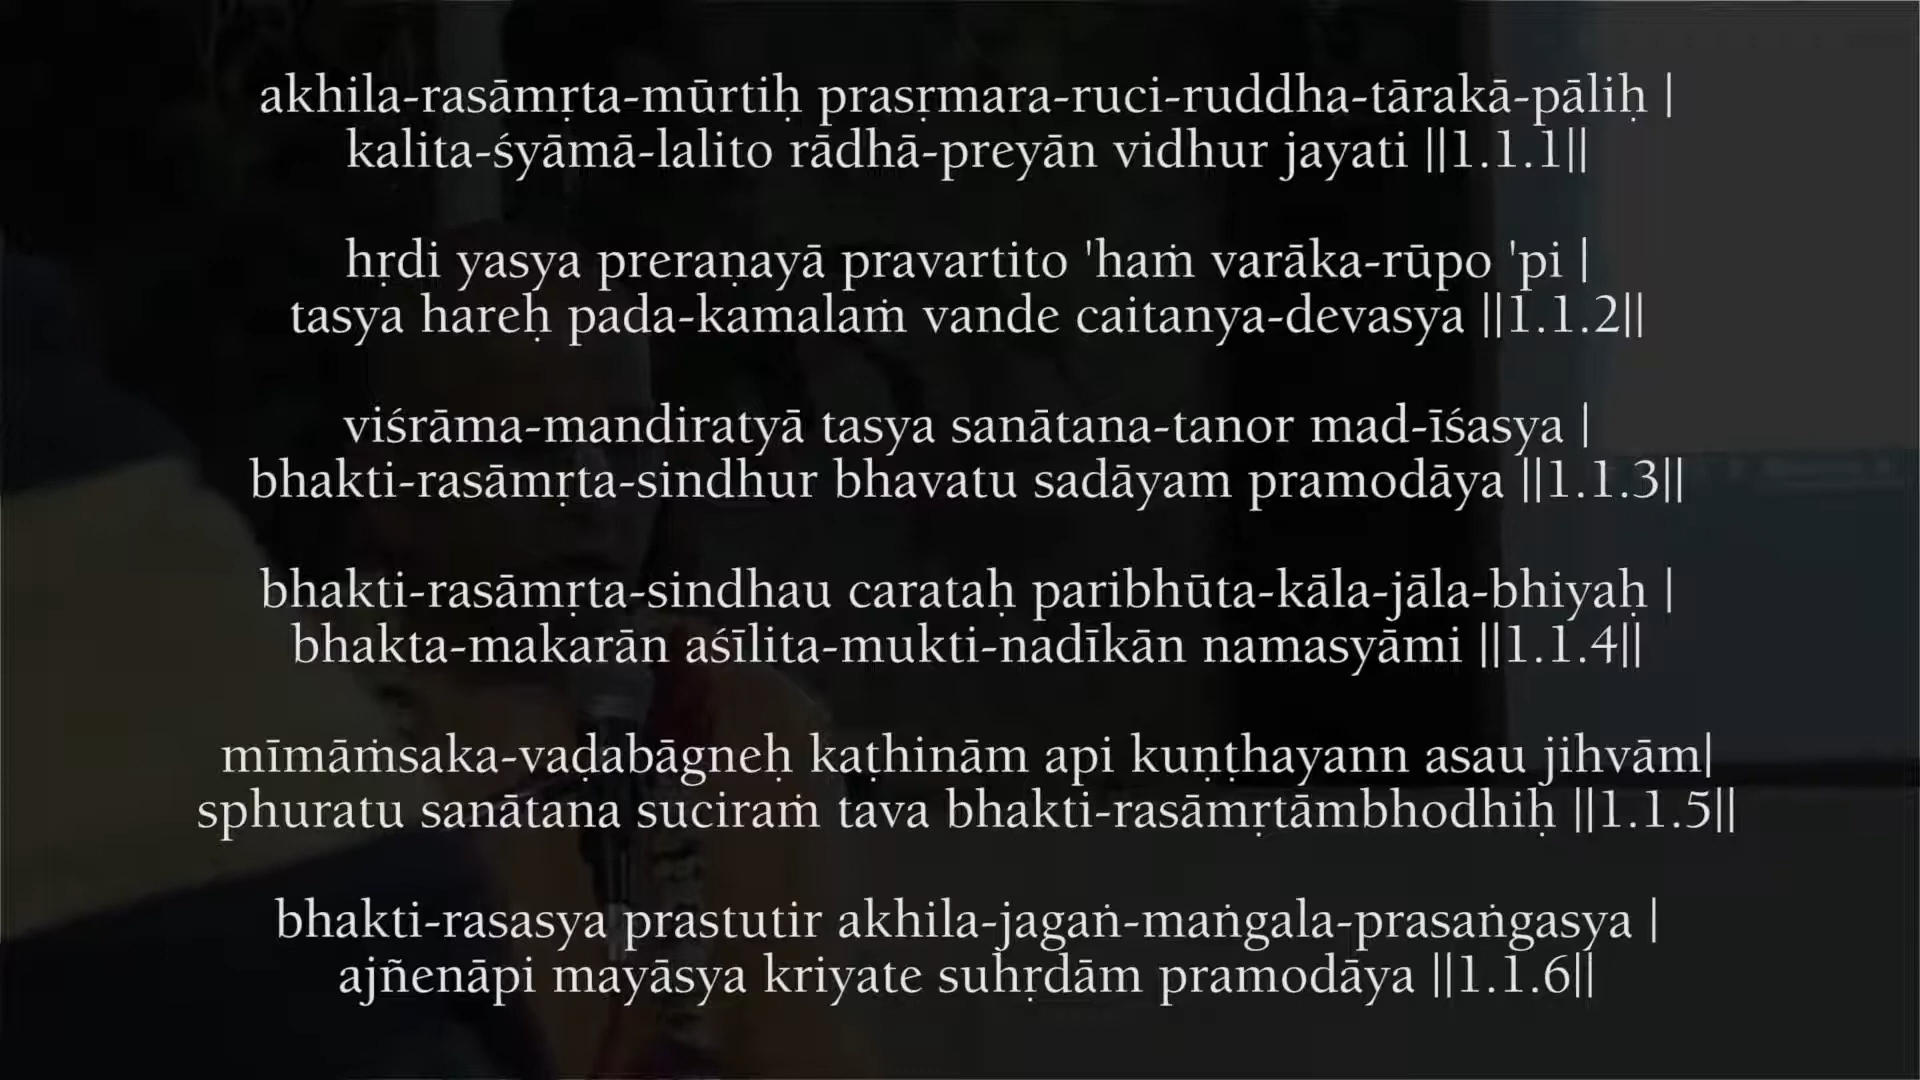 akhila-rasāmṛta-mūrtiḥ prasṛmara-ruci-ruddha-tārakā-pāliḥ |
kalita-śyāmā-lalito rādhā-preyān vidhur jayati ||1.1.1||
hṛdi yasya preraṇayā pravartito 'haṁ varāka-rūpo 'pi |
tasya hareḥ pada-kamalaṁ vande caitanya-devasya ||1.1.2||
viśrāma-mandiratyā tasya sanātana-tanor mad-īśasya |
bhakti-rasāmṛta-sindhur bhavatu sadāyam pramodāya ||1.1.3||
bhakti-rasāmṛta-sindhau carataḥ paribhūta-kāla-jāla-bhiyaḥ |
bhakta-makarān aśīlita-mukti-nadīkān namasyāmi ||1.1.4||
mīmāṁsaka-vaḍabāgneḥ kaṭhinām api kuṇṭhayann asau jihvām|
sphuratu sanātana suciraṁ tava bhakti-rasāmṛtāmbhodhiḥ ||1.1.5||
bhakti-rasasya prastutir akhila-jagaṅ-maṅgala-prasaṅgasya |
ajñenāpi mayāsya kriyate suhṛdām pramodāya ||1.1.6||